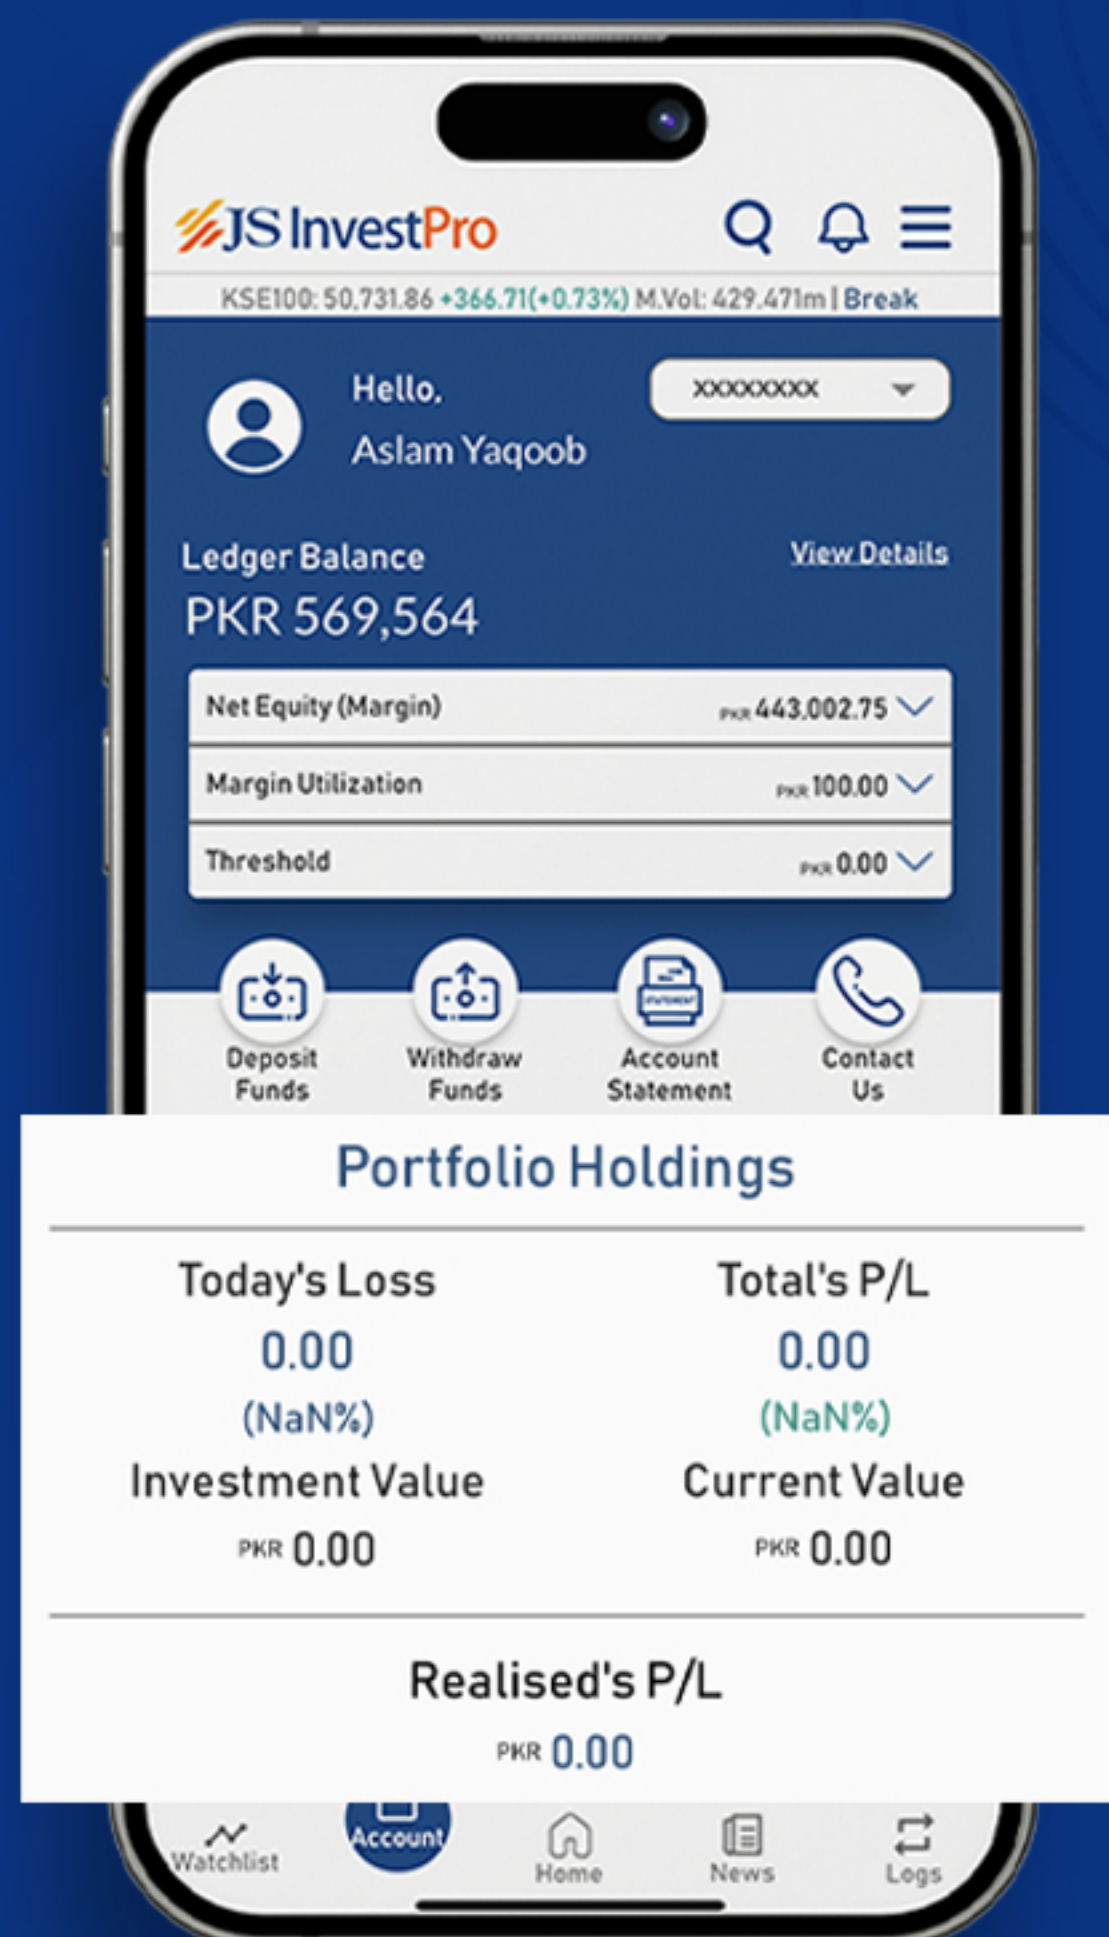 JS InvestPro
KSE100: 50,731.86 +366.71(+0.73%) M.Vol: 429.471m | Break
Hello,
Aslam Yaqoob
XXXXXXXX
Ledger Balance
View Details
PKR 569,564
Net Equity (Margin) PKR 443,002.75
Margin Utilization PKR 100.00
Threshold PKR 0.00
STATEMENT
Deposit Funds
Withdraw Funds
Account Statement
Contact Us
Portfolio Holdings
Today's Loss
0.00
(NaN%)
Investment Value
PKR 0.00
Total's P/L
0.00
(NaN%)
Current Value
PKR 0.00
Realised's P/L
PKR 0.00
Watchlist
Account
Home
News
Logs